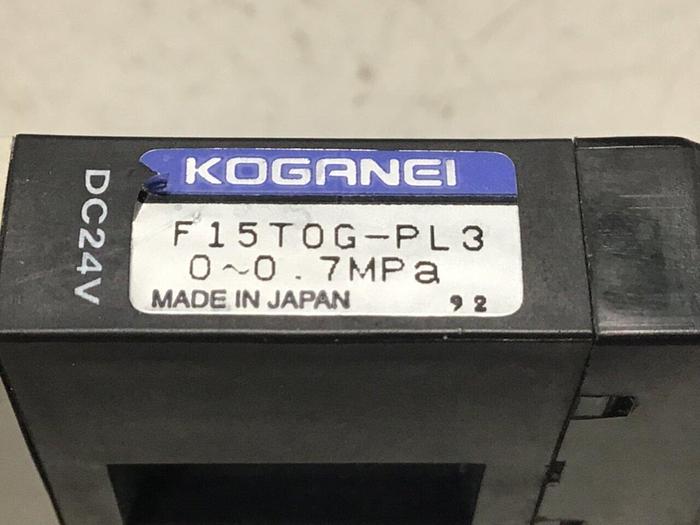 DC24V
KOGANEI
F15T0G-PL3
0~0.7MPa
MADE IN JAPAN 92